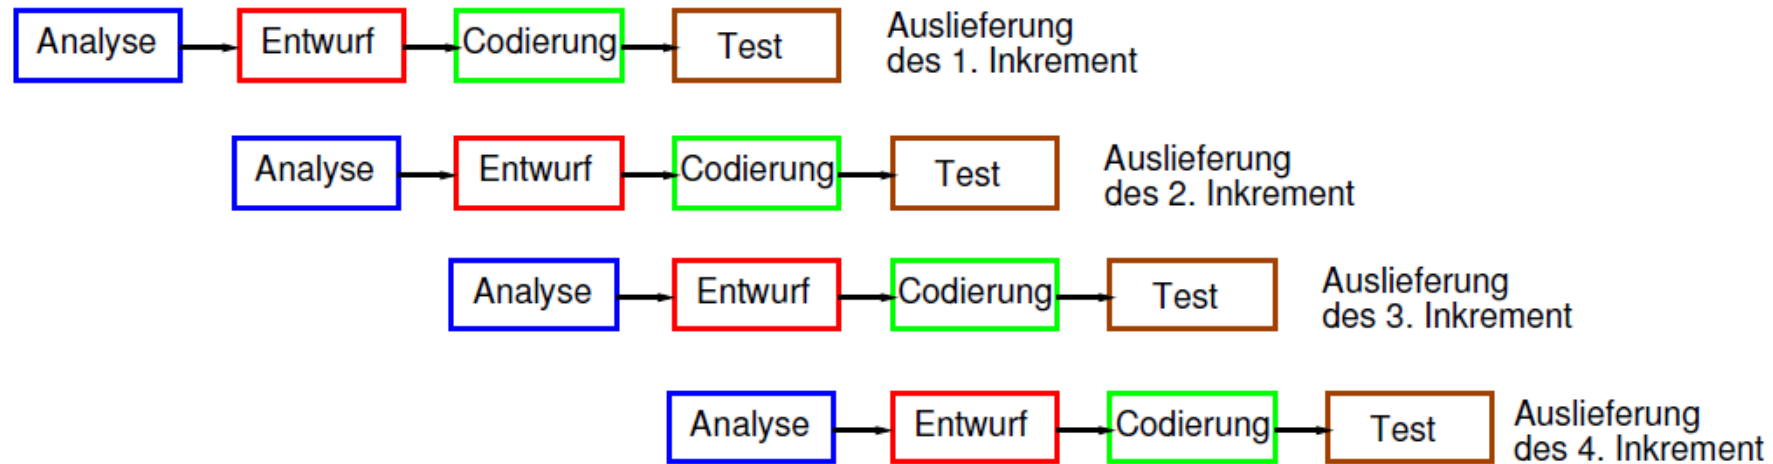 Analyse Entwurf Codierung Test Auslieferung
des 1. Inkrement
Analyse Entwurf Codierung Test Auslieferung
des 2. Inkrement
Analyse Entwurf Codierung Test Auslieferung
des 3. Inkrement
Analyse Entwurf Codierung Test Auslieferung
des 4. Inkrement